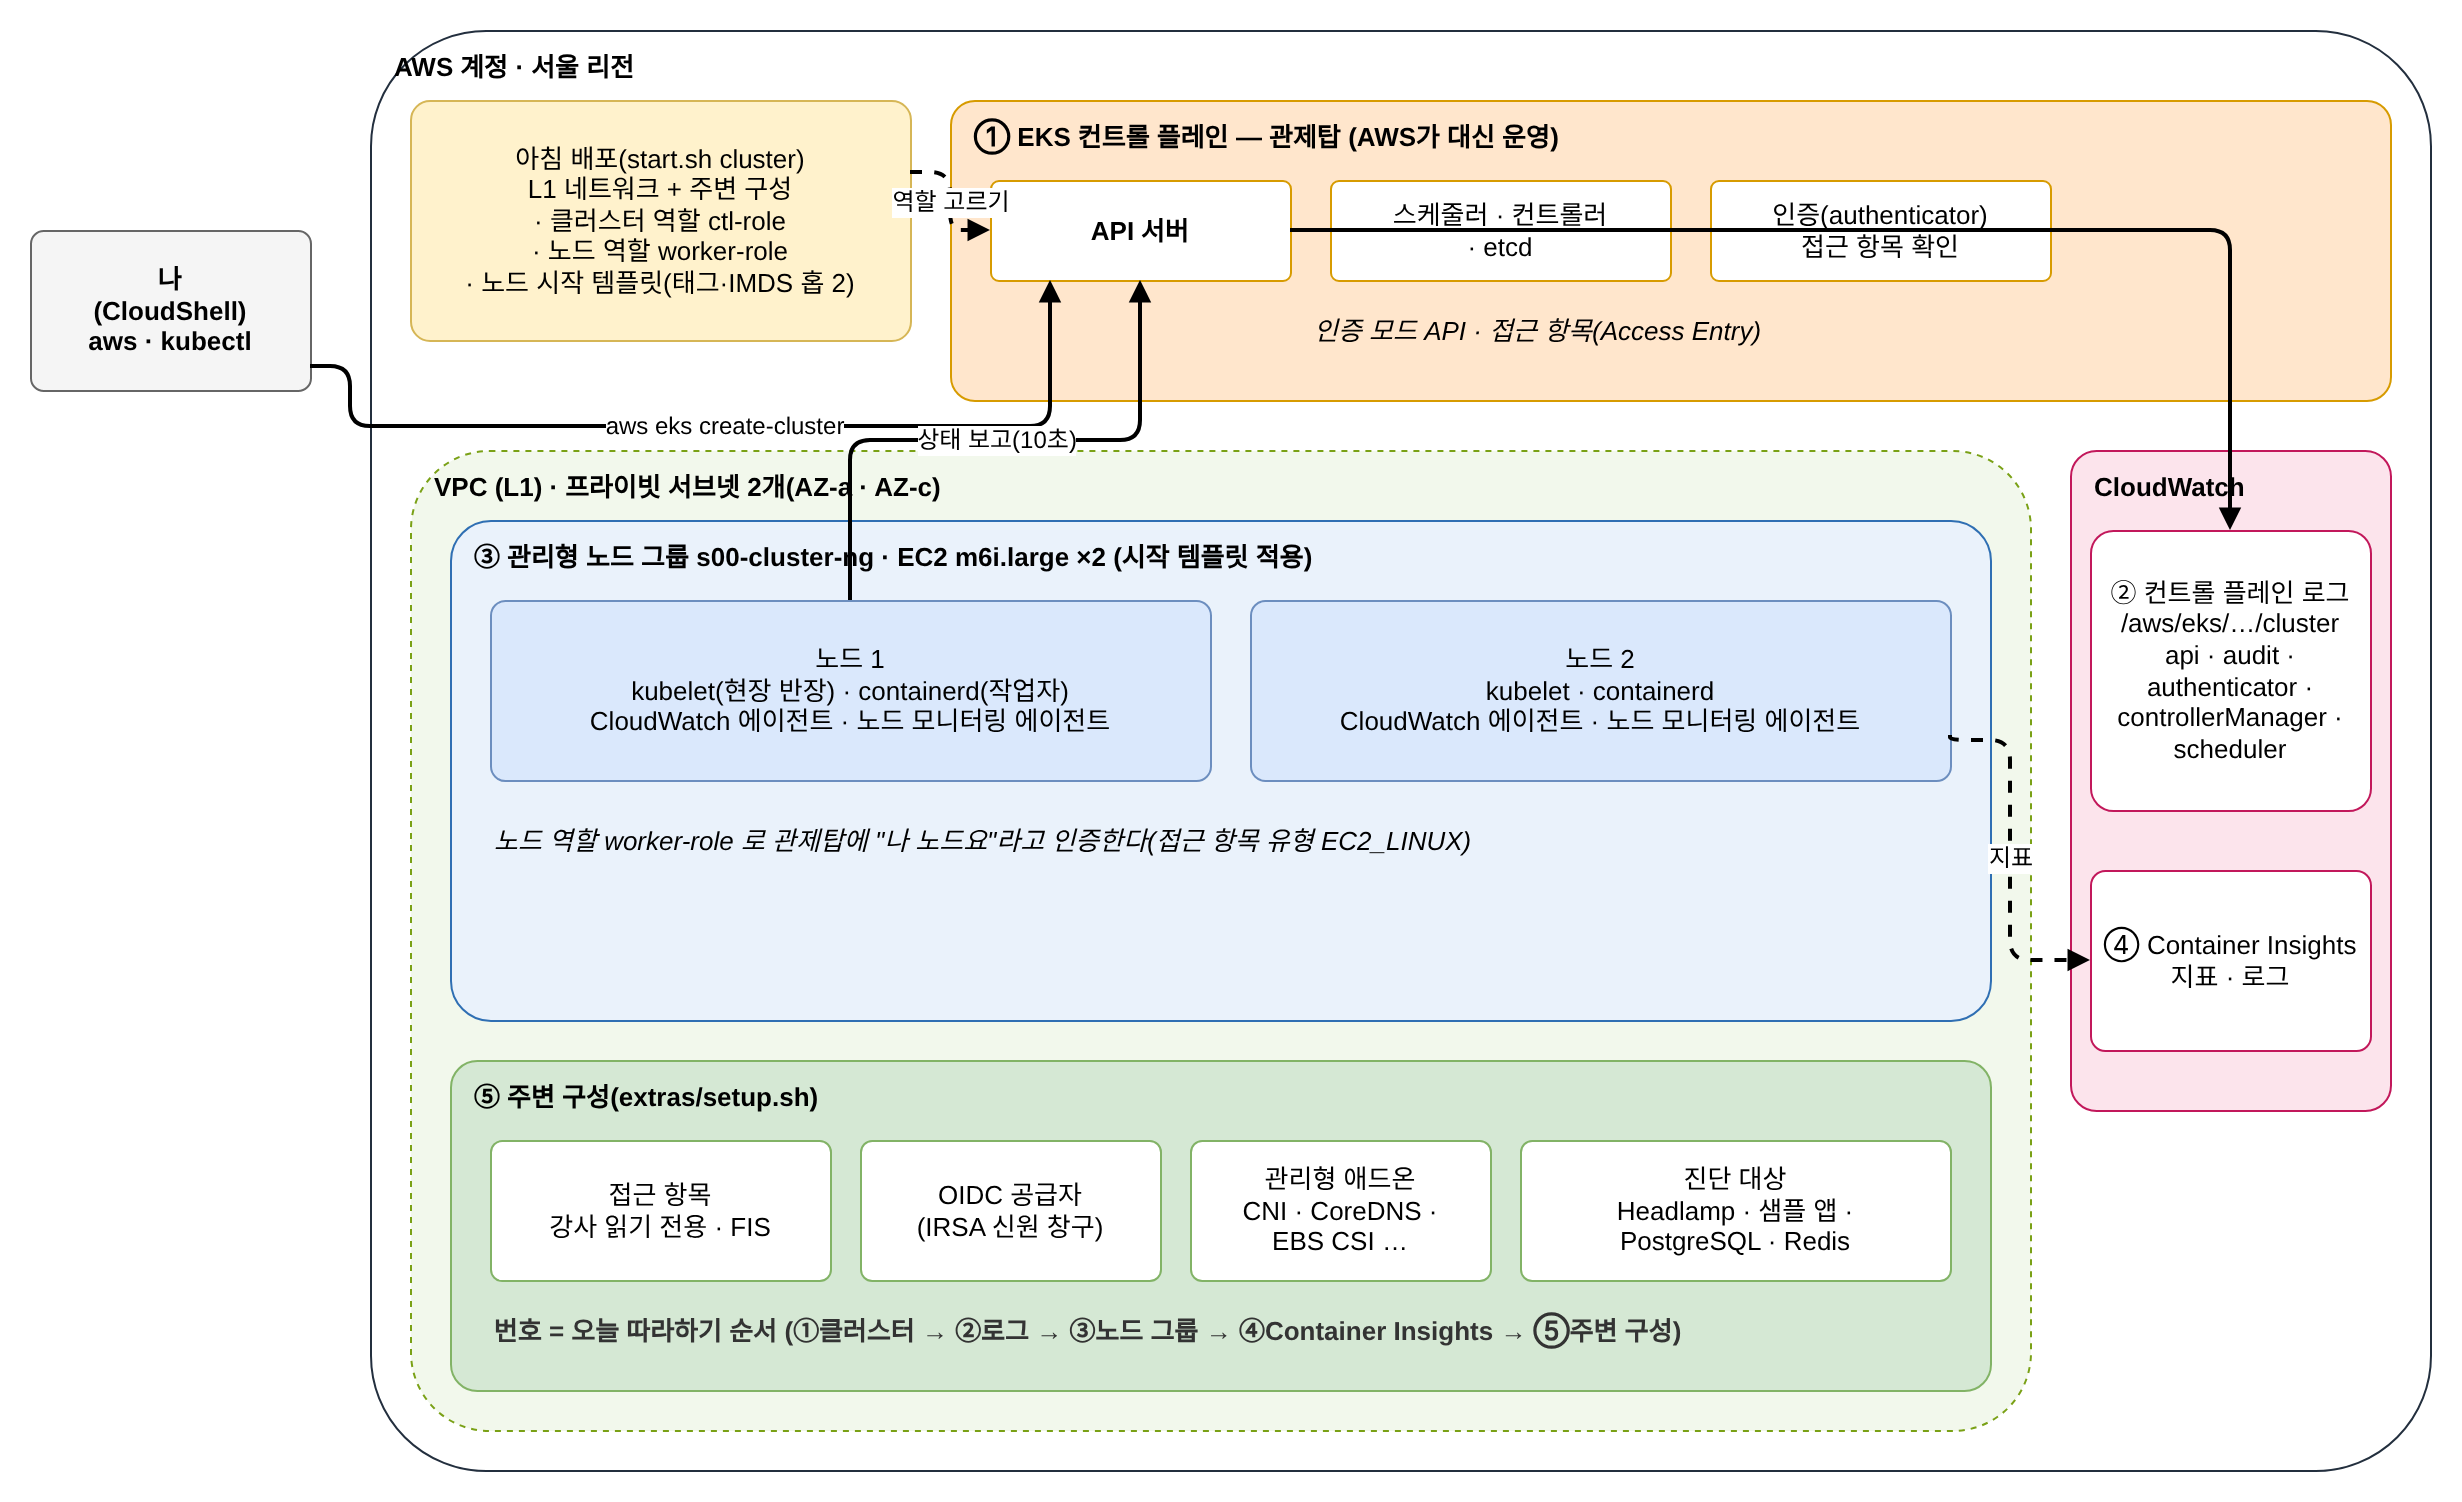 AWS 계정 · 서울 리전
아침 배포(start.sh cluster)
L1 네트워크 + 주변 구성
· 클러스터 역할 ctl-role
· 노드 역할 worker-role
· 노드 시작 템플릿(태그·IMDS 홉 2)
역할 고르기
① EKS 컨트롤 플레인 — 관제탑 (AWS가 대신 운영)
API 서버
스케줄러 · 컨트롤러
· etcd
인증(authenticator)
접근 항목 확인
인증 모드 API · 접근 항목(Access Entry)
나
(CloudShell)
aws · kubectl
aws eks create-cluster
상태 보고(10초)
VPC (L1) · 프라이빗 서브넷 2개(AZ-a · AZ-c)
③ 관리형 노드 그룹 s00-cluster-ng · EC2 m6i.large ×2 (시작 템플릿 적용)
노드 1
kubelet(현장 반장) · containerd(작업자)
CloudWatch 에이전트 · 노드 모니터링 에이전트
노드 2
kubelet · containerd
CloudWatch 에이전트 · 노드 모니터링 에이전트
노드 역할 worker-role 로 관제탑에 "나 노드요"라고 인증한다(접근 항목 유형 EC2_LINUX)
지표
CloudWatch
② 컨트롤 플레인 로그
/aws/eks/…/cluster
api · audit ·
authenticator ·
controllerManager ·
scheduler
④ Container Insights
지표 · 로그
⑤ 주변 구성(extras/setup.sh)
접근 항목
강사 읽기 전용 · FIS
OIDC 공급자
(IRSA 신원 창구)
관리형 애드온
CNI · CoreDNS ·
EBS CSI …
진단 대상
Headlamp · 샘플 앱 ·
PostgreSQL · Redis
번호 = 오늘 따라하기 순서 (①클러스터 → ②로그 → ③노드 그룹 → ④Container Insights → ⑤주변 구성)